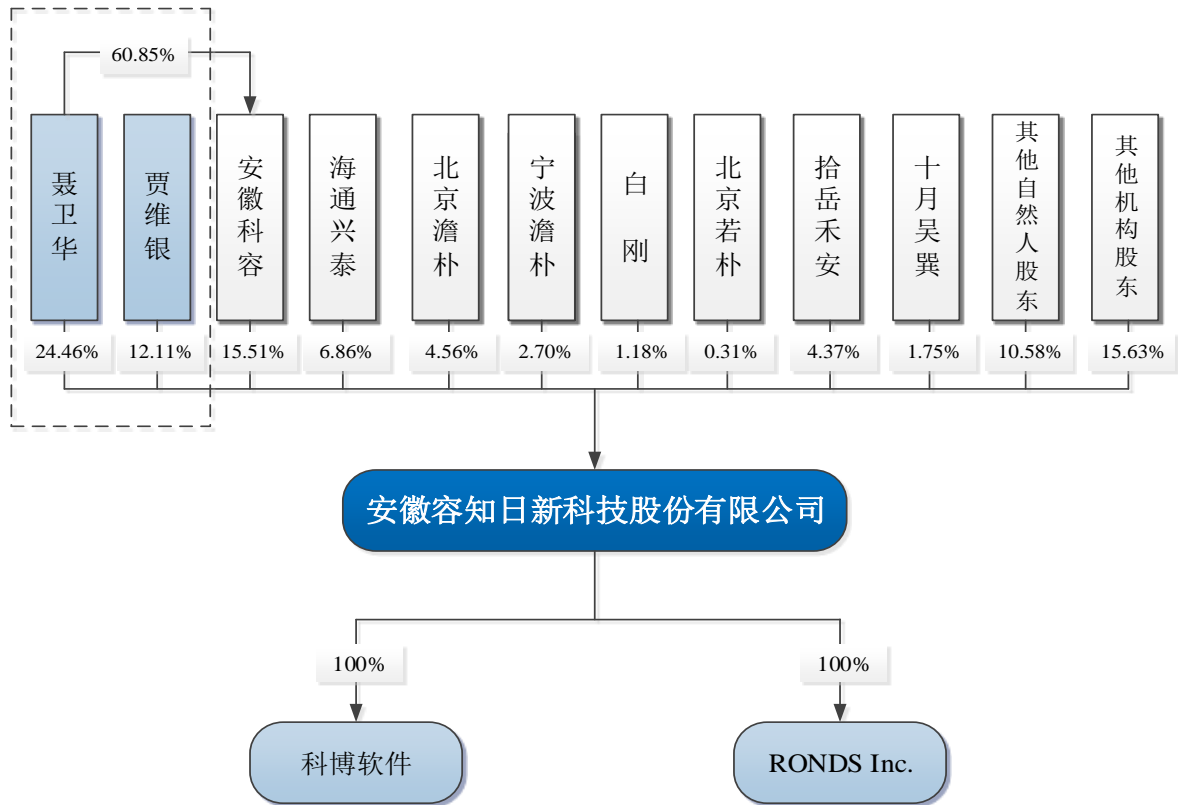 60.85%
聂卫华
贾维银
安徽科容
海通兴泰
北京澹朴
宁波澹朴
白刚
北京若朴
拾岳禾安
十月吴巽
其他自然人股东
其他机构股东
24.46%
12.11%
15.51%
6.86%
4.56%
2.70%
1.18%
0.31%
4.37%
1.75%
10.58%
15.63%
安徽容知日新科技股份有限公司
100%
100%
科博软件
RONDS Inc.